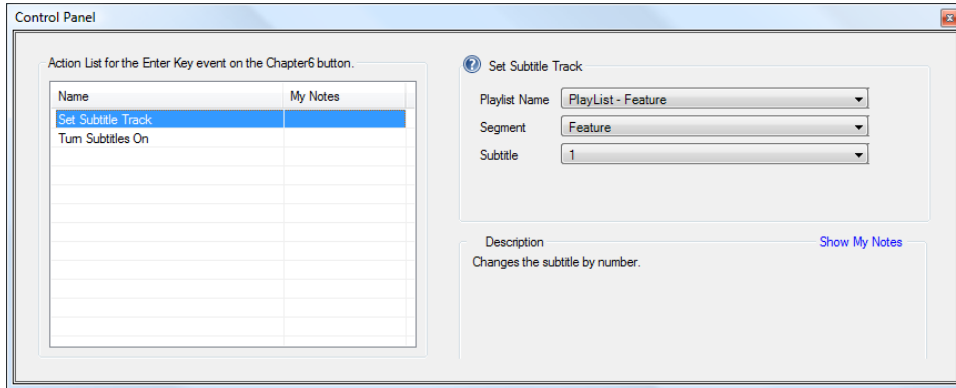 Control Panel
Action List for the Enter Key event on the Chapter6 button.
Name My Notes
Set Subtitle Track
Turn Subtitles On
Set Subtitle Track
Playlist Name PlayList - Feature
Segment Feature
Subtitle 1
Description Show My Notes
Changes the subtitle by number.